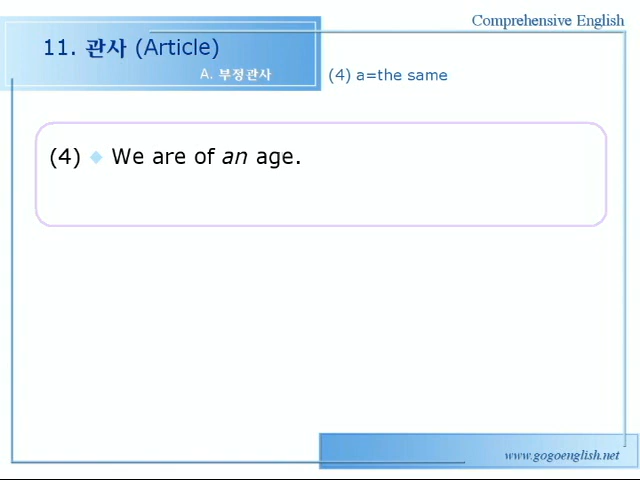 Comprehensive English
11. 관사 (Article)
A. 부정관사
(4) a=the same
(4) ◆ We are of an age.
www.gogoenglish.net